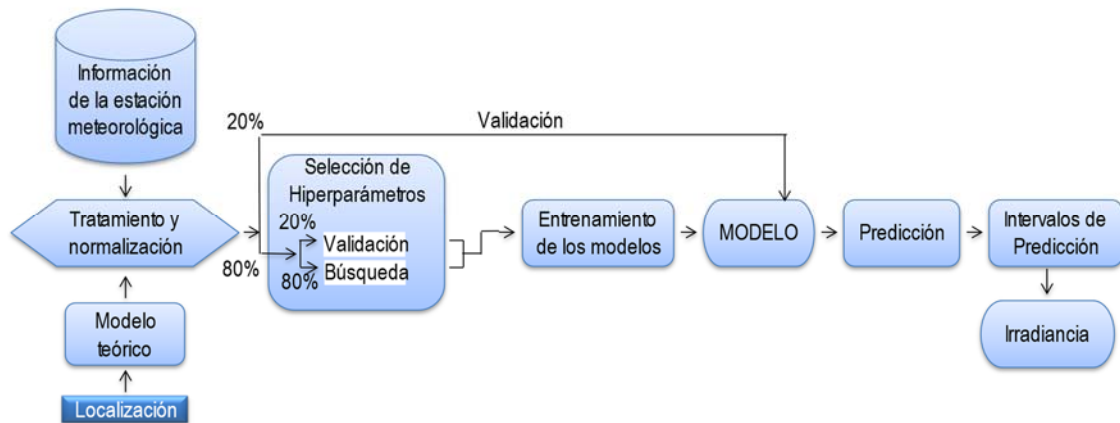 Información
de la estación
meteorológica
20%
Validación
Selección de
Hiperparámetros
20%
Validación
80%
Búsqueda
80%
Tratamiento y
normalización
Entrenamiento
de los modelos
MODELO
Predicción
Intervalos de
Predicción
Modelo
teórico
Irradiancia
Localización